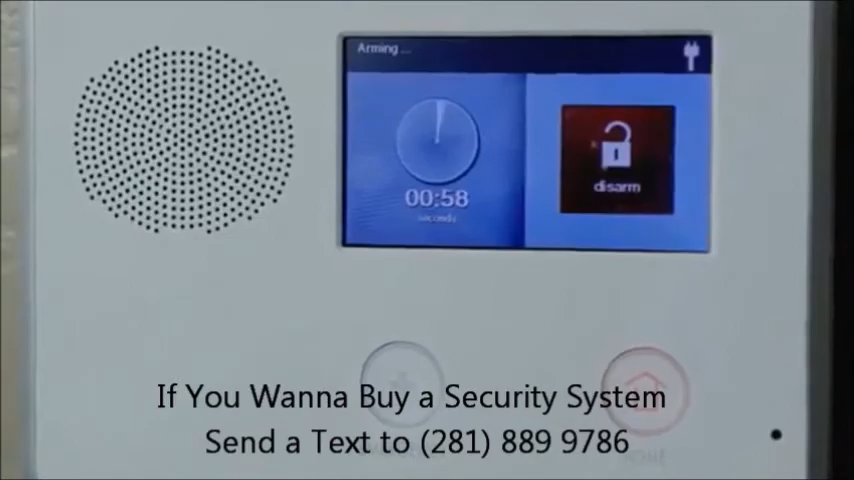 Arming ...
00:58
seconds
disarm
If You Wanna Buy a Security System
Send a Text to (281) 889 9786